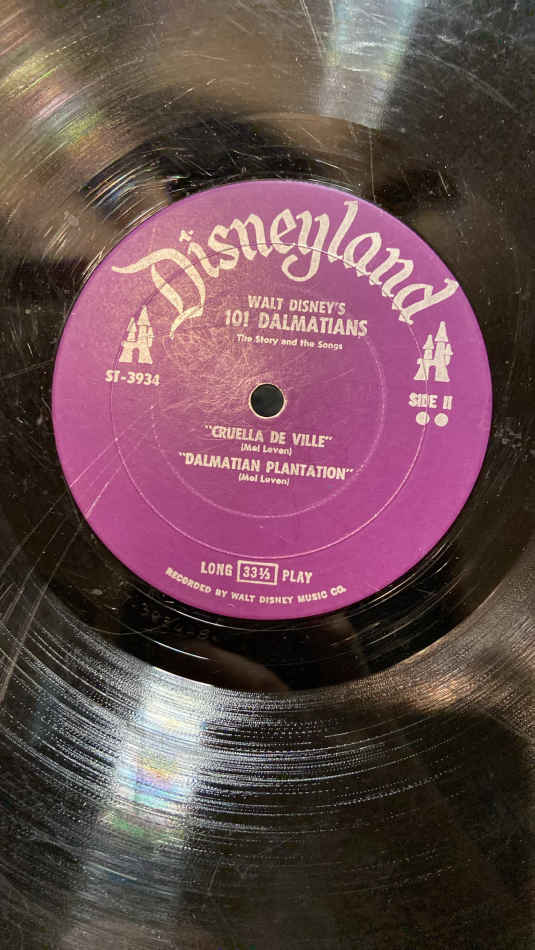 Disneyland
WALT DISNEY'S
101 DALMATIANS
The Story and the Songs
ST-3934
SIDE II
"CRUELLA DE VILLE"
(Mel Leven)
"DALMATIAN PLANTATION"
(Mel Leven)
LONG 33⅓ PLAY
RECORDED BY WALT DISNEY MUSIC CO.